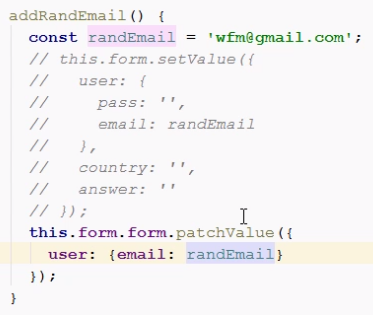 addRandEmail() {
const randEmail = 'wfm@gmail.com';
// this.form.setValue({
//   user: {
//     pass: '',
//     email: randEmail
//   },
//   country: '',
//   answer: ''
// });
this.form.form.patchValue({
user: {email: randEmail}
});
}